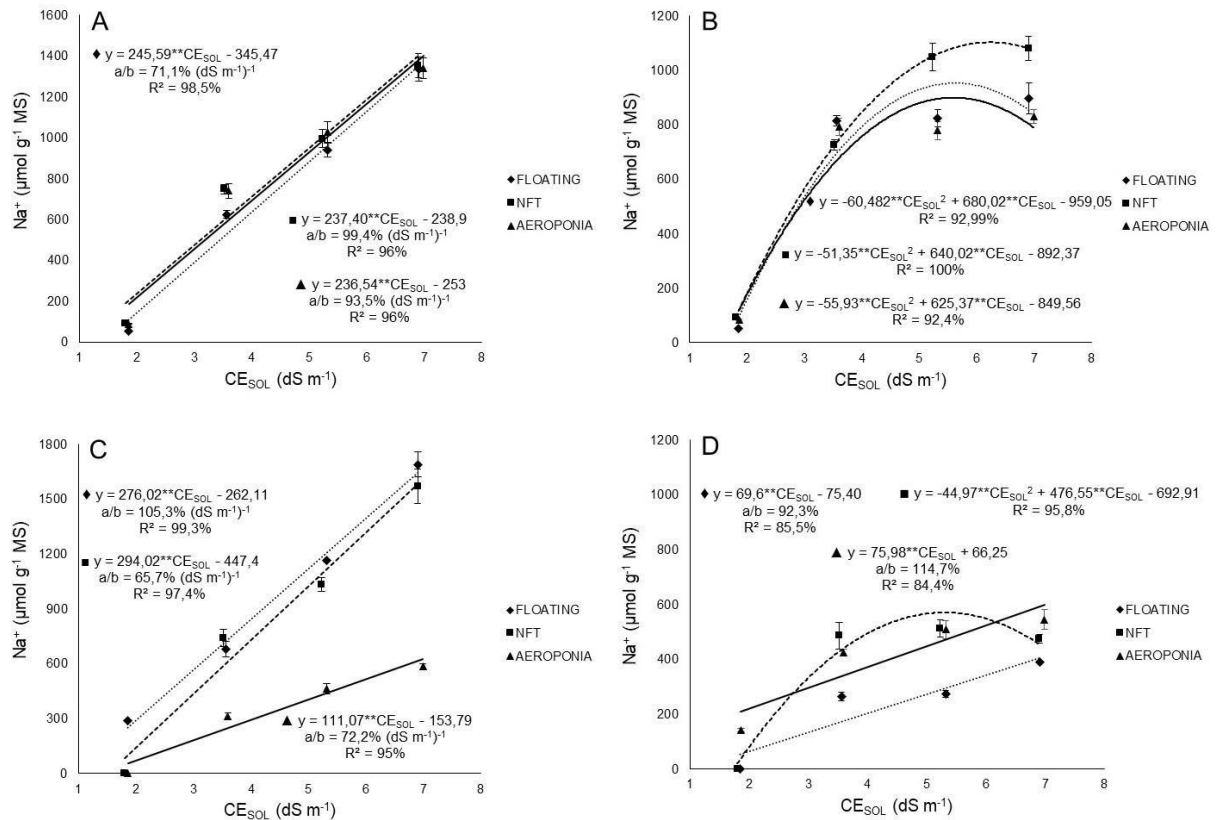 A
1600
1400
1200
1000
800
600
400
200
0
Na⁺ (µmol g⁻¹ MS)
♦ y = 245,59**CE_SOL - 345,47
a/b = 71,1% (dS m⁻¹)⁻¹
R² = 98,5%
■ y = 237,40**CE_SOL - 238,9
a/b = 99,4% (dS m⁻¹)⁻¹
R² = 96%
▲ y = 236,54**CE_SOL - 253
a/b = 93,5% (dS m⁻¹)⁻¹
R² = 96%
♦ FLOATING
■ NFT
▲ AEROPONIA
1 2 3 4 5 6 7 8
CE_SOL (dS m⁻¹)
B
1200
1000
800
600
400
200
0
Na⁺ (µmol g⁻¹ MS)
♦ y = -60,482**CE_SOL² + 680,02**CE_SOL - 959,05
R² = 92,99%
■ y = -51,35**CE_SOL² + 640,02**CE_SOL - 892,37
R² = 100%
▲ y = -55,93**CE_SOL² + 625,37**CE_SOL - 849,56
R² = 92,4%
♦ FLOATING
■ NFT
▲ AEROPONIA
1 2 3 4 5 6 7 8
CE_SOL (dS m⁻¹)
C
1800
1500
1200
900
600
300
0
Na⁺ (µmol g⁻¹ MS)
♦ y = 276,02**CE_SOL - 262,11
a/b = 105,3% (dS m⁻¹)⁻¹
R² = 99,3%
■ y = 294,02**CE_SOL - 447,4
a/b = 65,7% (dS m⁻¹)⁻¹
R² = 97,4%
▲ y = 111,07**CE_SOL - 153,79
a/b = 72,2% (dS m⁻¹)⁻¹
R² = 95%
♦ FLOATING
■ NFT
▲ AEROPONIA
1 2 3 4 5 6 7 8
CE_SOL (dS m⁻¹)
D
1200
1000
800
600
400
200
0
Na⁺ (µmol g⁻¹ MS)
♦ y = 69,6**CE_SOL - 75,40
a/b = 92,3%
R² = 85,5%
■ y = -44,97**CE_SOL² + 476,55**CE_SOL - 692,91
R² = 95,8%
▲ y = 75,98**CE_SOL + 66,25
a/b = 114,7%
R² = 84,4%
♦ FLOATING
■ NFT
▲ AEROPONIA
1 2 3 4 5 6 7 8
CE_SOL (dS m⁻¹)